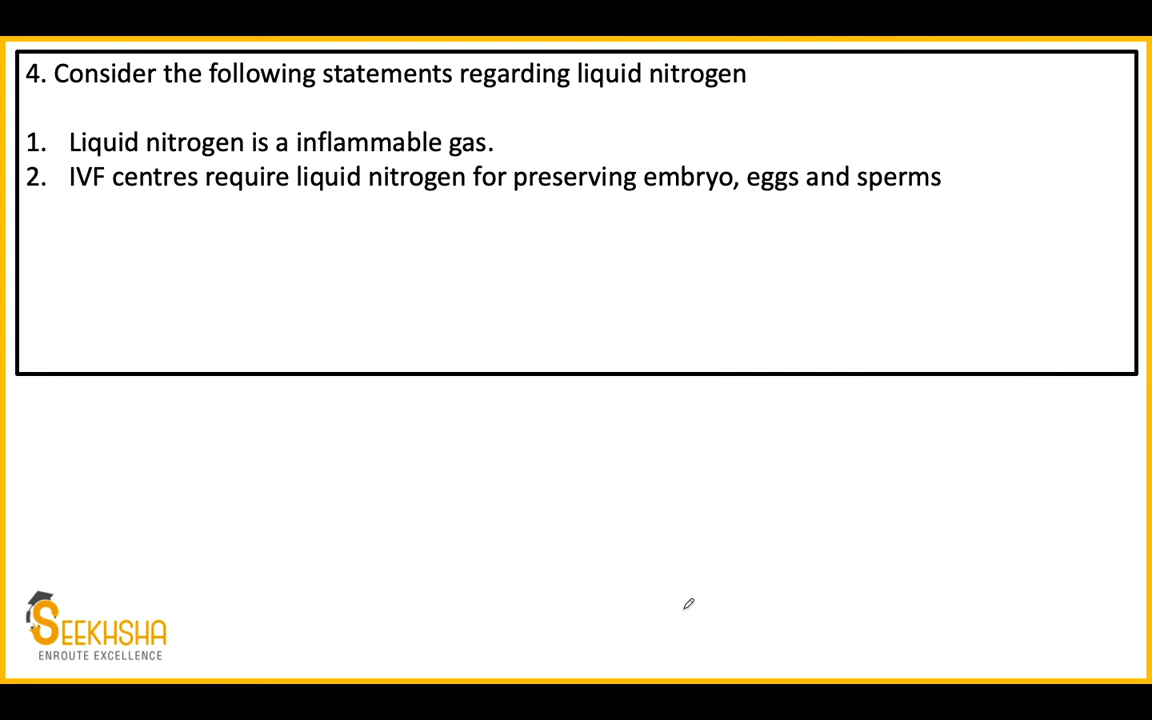 4. Consider the following statements regarding liquid nitrogen
1. Liquid nitrogen is a inflammable gas.
2. IVF centres require liquid nitrogen for preserving embryo, eggs and sperms
SEEKHSHA
ENROUTE EXCELLENCE